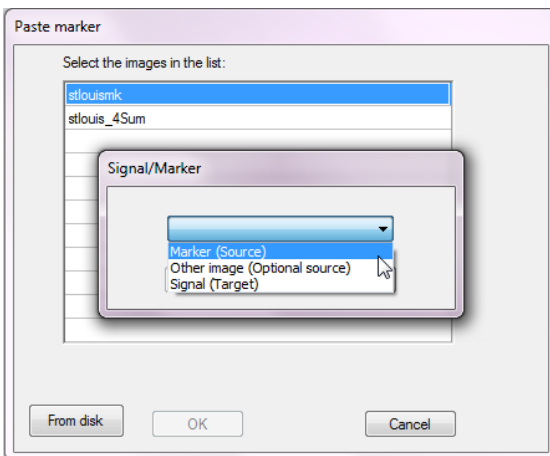 Paste marker
Select the images in the list:
stlouismk
stlouis_4Sum
Signal/Marker
Marker (Source)
Other image (Optional source)
Signal (Target)
From disk
OK
Cancel